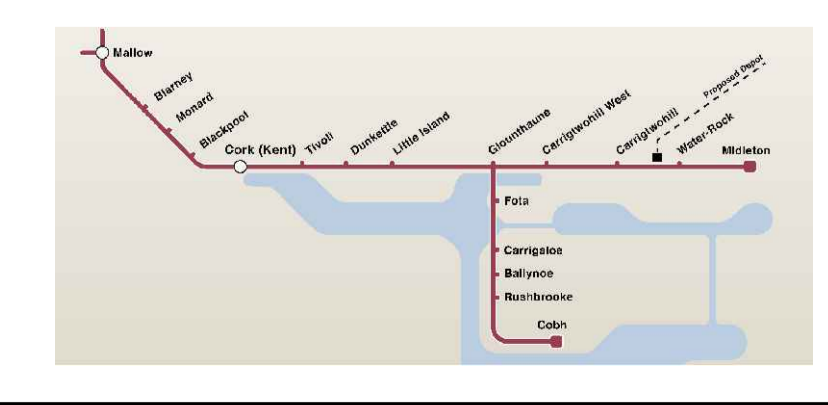 Mallow
Blarney
Monard
Blackpool
Cork (Kent)
Tivoli
Dunkettle
Little Island
Glounthaune
Carrigtwohill West
Carrigtwohill
Proposed Depot
Water-Rock
Midleton
Fota
Carrigaloe
Ballynoe
Rushbrooke
Cobh